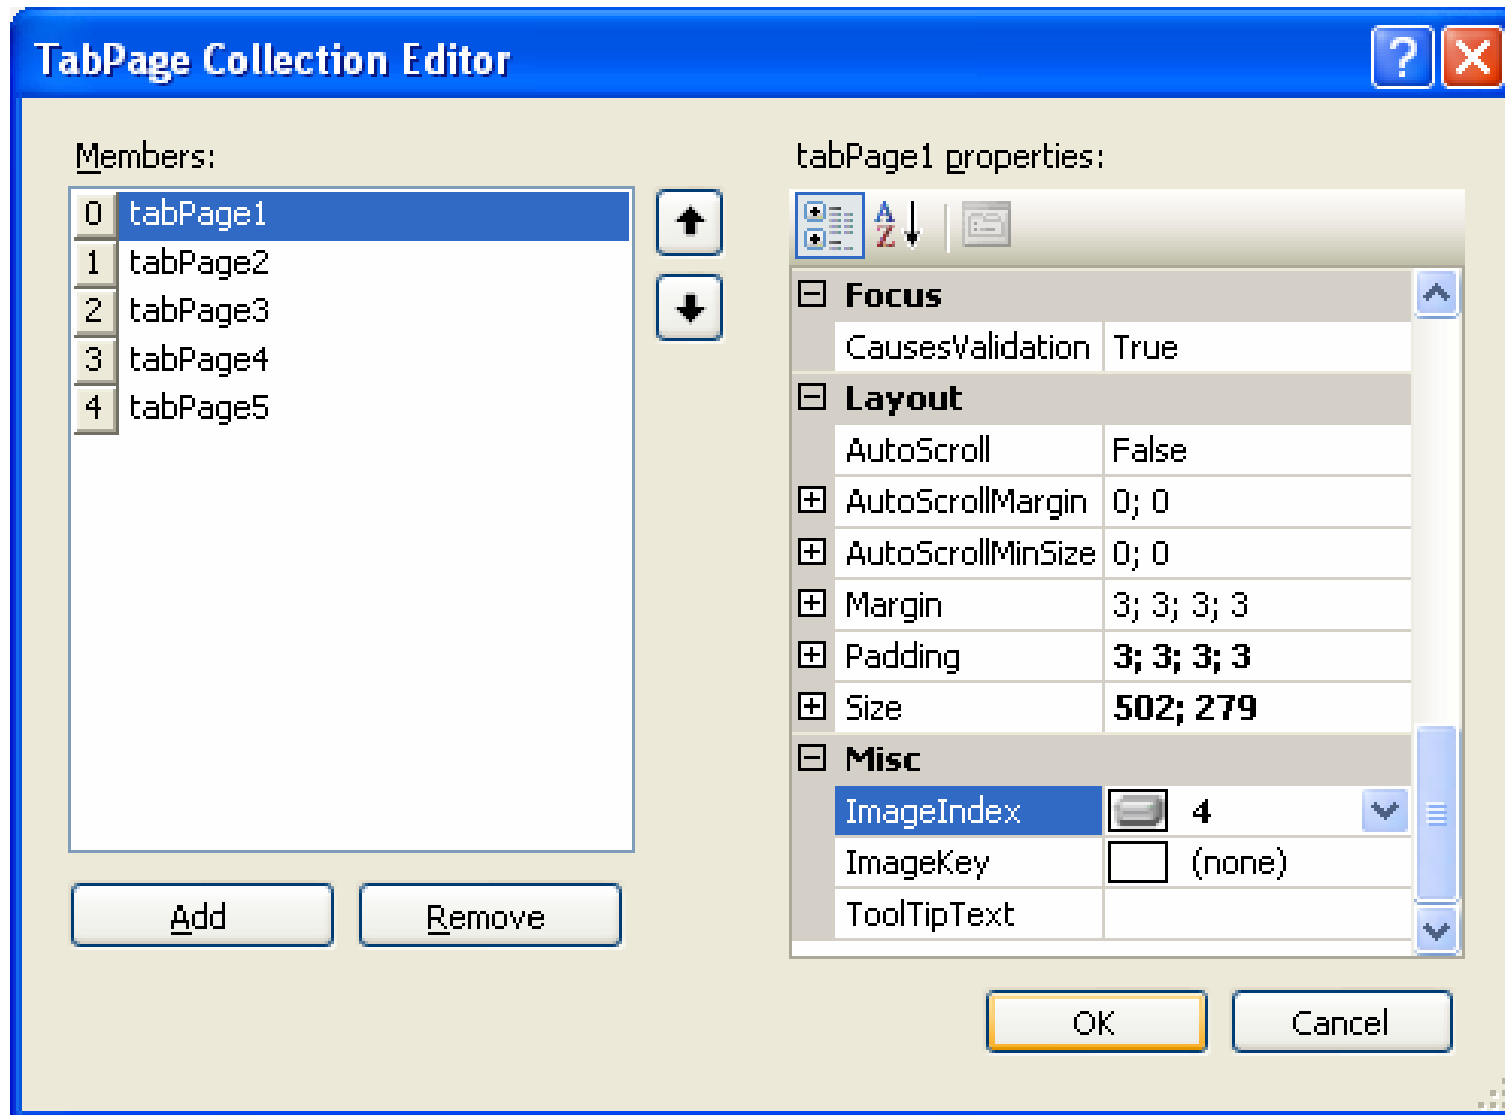 TabPage Collection Editor
Members:
0 tabPage1
1 tabPage2
2 tabPage3
3 tabPage4
4 tabPage5
Add
Remove
tabPage1 properties:
Focus
CausesValidation True
Layout
AutoScroll False
AutoScrollMargin 0; 0
AutoScrollMinSize 0; 0
Margin 3; 3; 3; 3
Padding 3; 3; 3; 3
Size 502; 279
Misc
ImageIndex 4
ImageKey (none)
ToolTipText
OK
Cancel